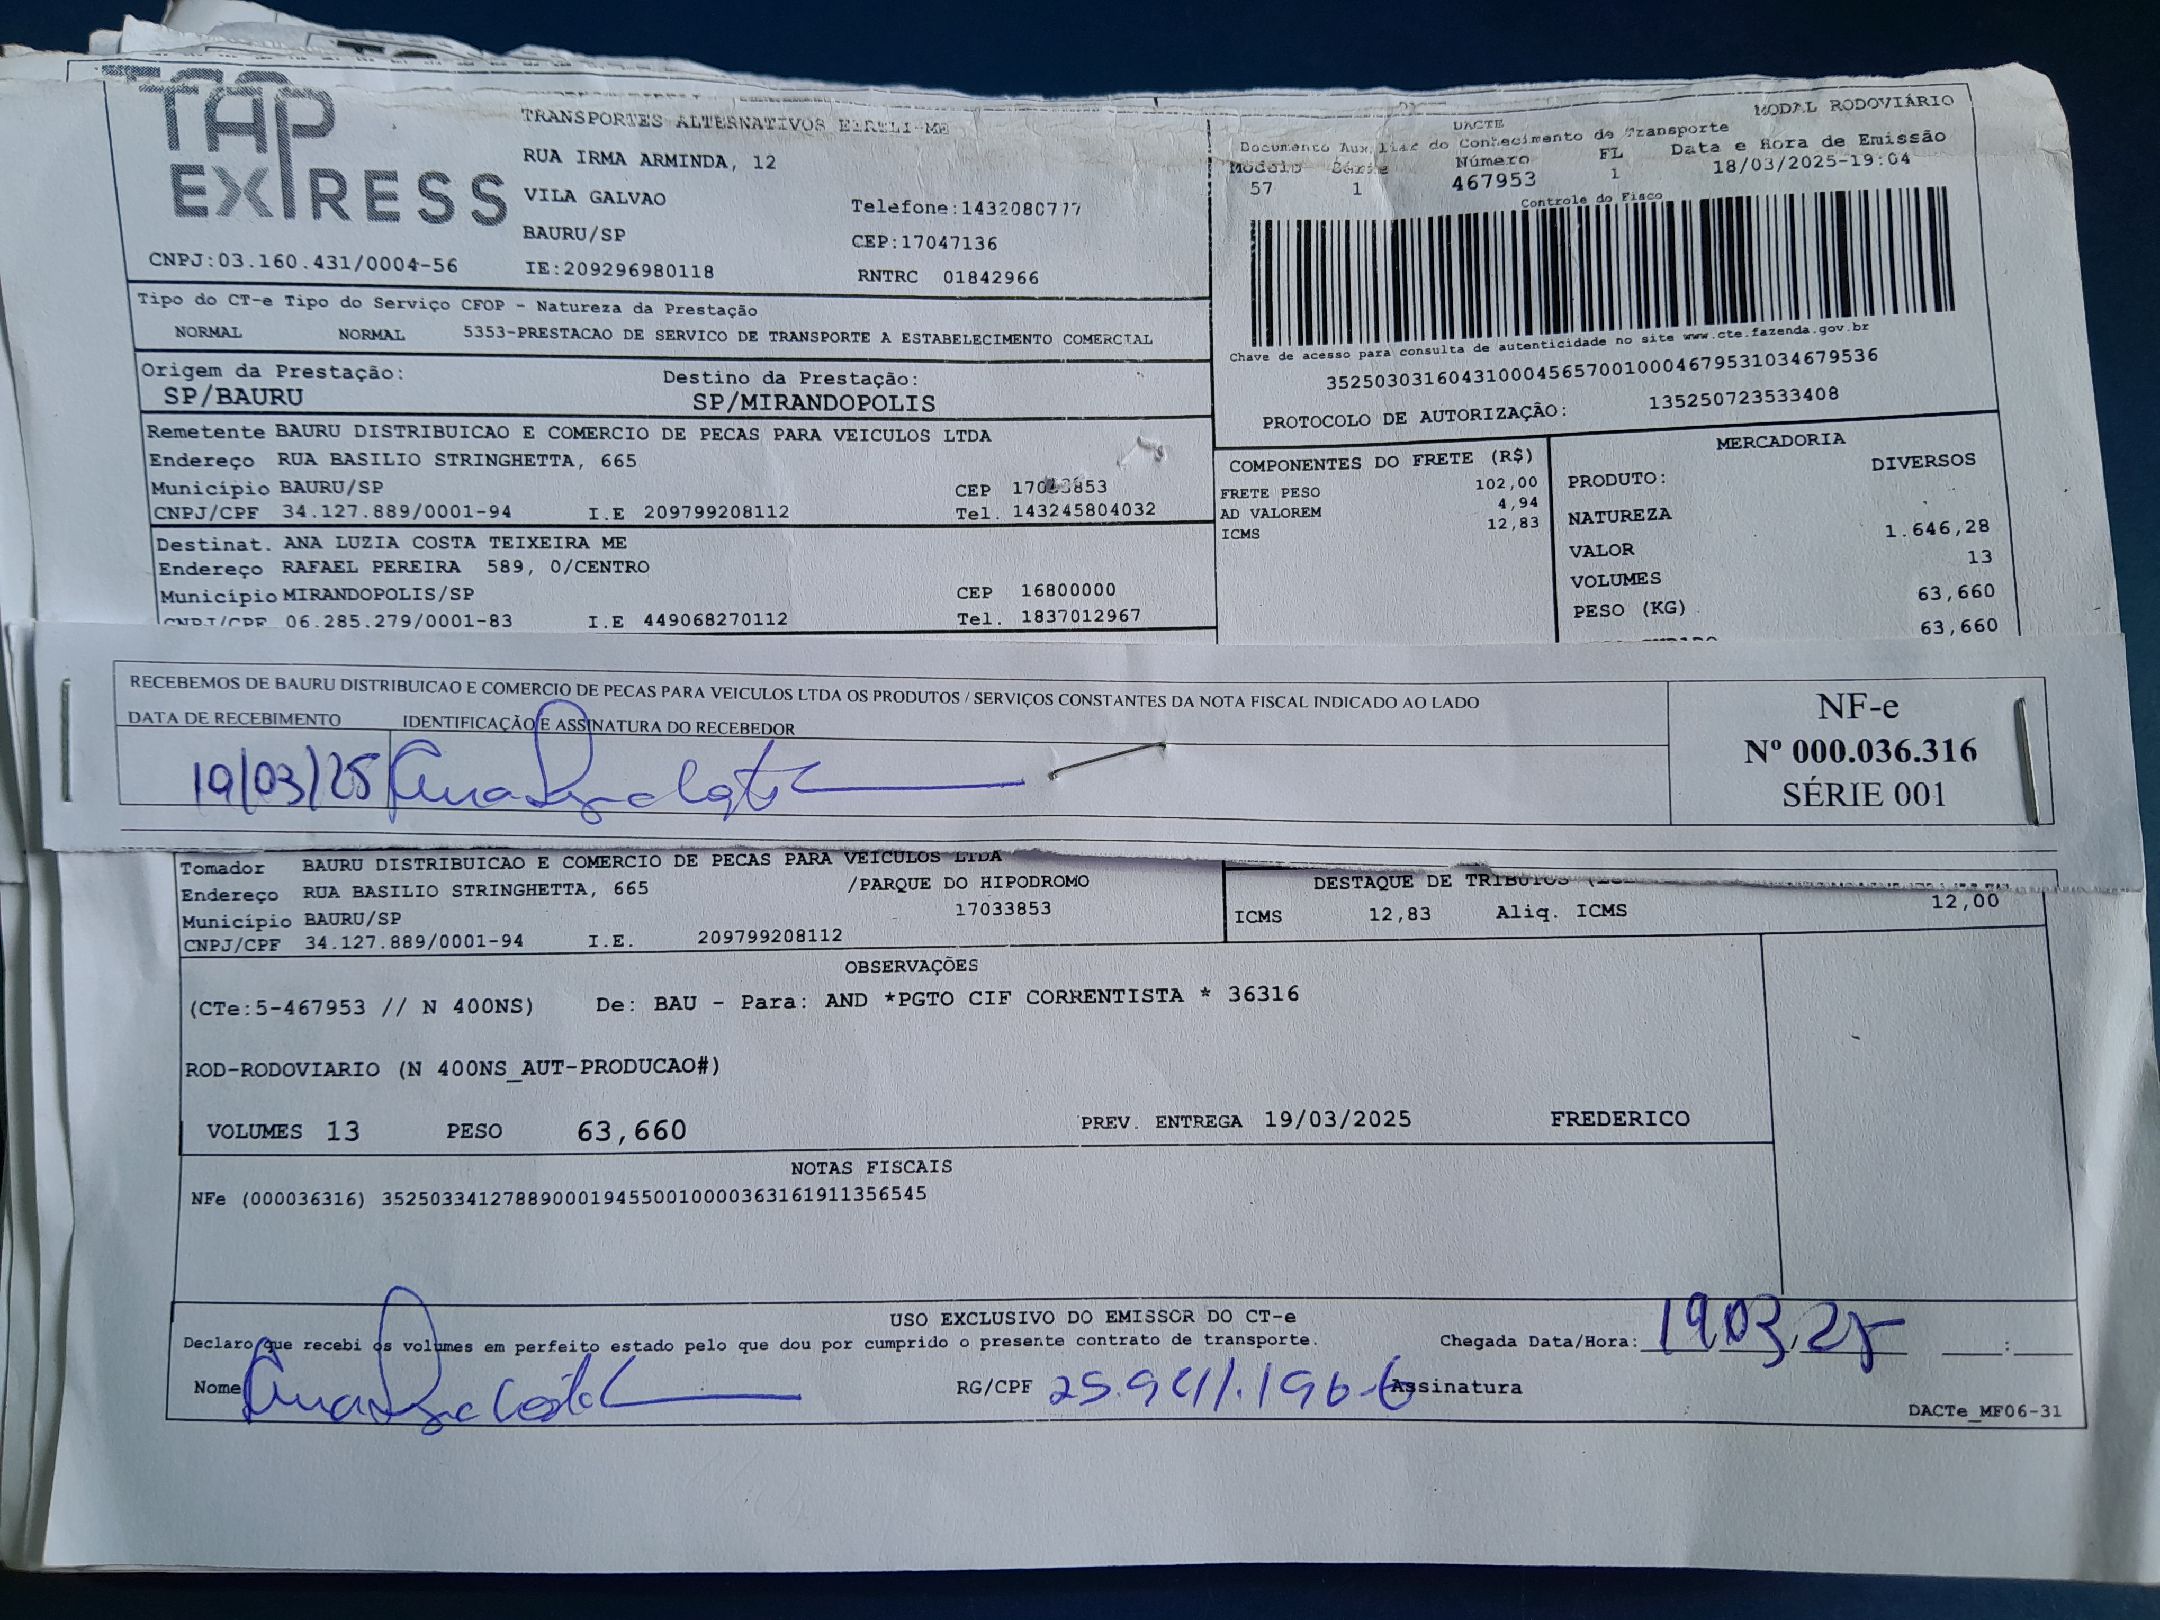 TAP
EXPRESS
TRANSPORTES ALTERNATIVOS EIRELI-ME
RUA IRMA ARMINDA, 12
VILA GALVAO
Telefone:1432080777
BAURU/SP
CEP:17047136
CNPJ:03.160.431/0004-56
IE:209296980118
RNTRC 01842966
MODAL RODOVIÁRIO
DACTE
Documento Auxiliar do Conhecimento de Transporte
Modelo Série Número FL Data e Hora de Emissão
57 1 467953 1 18/03/2025-19:04
Controle do Fisco
Chave de acesso para consulta de autenticidade no site www.cte.fazenda.gov.br
35250303160431000456570010004679531034679536
PROTOCOLO DE AUTORIZAÇÃO: 135250723533408
Tipo do CT-e Tipo do Serviço CFOP - Natureza da Prestação
NORMAL NORMAL 5353-PRESTACAO DE SERVICO DE TRANSPORTE A ESTABELECIMENTO COMERCIAL
Origem da Prestação: Destino da Prestação:
SP/BAURU SP/MIRANDOPOLIS
Remetente BAURU DISTRIBUICAO E COMERCIO DE PECAS PARA VEICULOS LTDA
Endereço RUA BASILIO STRINGHETTA, 665
Município BAURU/SP CEP
CNPJ/CPF 34.127.889/0001-94 I.E 209799208112 Tel. 143245804032
Destinat. ANA LUZIA COSTA TEIXEIRA ME
Endereço RAFAEL PEREIRA 589, 0/CENTRO
Município MIRANDOPOLIS/SP CEP 16800000
CNPJ/CPF 06.285.279/0001-83 I.E 449068270112 Tel. 1837012967
COMPONENTES DO FRETE (R$)
FRETE PESO 102,00
AD VALOREM 4,94
ICMS 12,83
MERCADORIA
PRODUTO: DIVERSOS
NATUREZA
VALOR 1.646,28
VOLUMES 13
PESO (KG) 63,660
63,660
RECEBEMOS DE BAURU DISTRIBUICAO E COMERCIO DE PECAS PARA VEICULOS LTDA OS PRODUTOS / SERVIÇOS CONSTANTES DA NOTA FISCAL INDICADO AO LADO
DATA DE RECEBIMENTO IDENTIFICAÇÃO E ASSINATURA DO RECEBEDOR
19/03/25
NF-e
Nº 000.036.316
SÉRIE 001
Tomador BAURU DISTRIBUICAO E COMERCIO DE PECAS PARA VEICULOS LTDA
Endereço RUA BASILIO STRINGHETTA, 665 /PARQUE DO HIPODROMO
Município BAURU/SP 17033853
CNPJ/CPF 34.127.889/0001-94 I.E. 209799208112
DESTAQUE DE TRIBUTOS
ICMS 12,83 Aliq. ICMS 12,00
OBSERVAÇÕES
(CTe:5-467953 // N 400NS) De: BAU - Para: AND *PGTO CIF CORRENTISTA * 36316
ROD-RODOVIARIO (N 400NS_AUT-PRODUCAO#)
VOLUMES 13 PESO 63,660 PREV. ENTREGA 19/03/2025 FREDERICO
NOTAS FISCAIS
NFe (000036316) 35250334127889000194550010000363161911356545
USO EXCLUSIVO DO EMISSOR DO CT-e
Declaro que recebi os volumes em perfeito estado pelo que dou por cumprido o presente contrato de transporte.
Chegada Data/Hora: 19 03, 25 :
Nome RG/CPF 25.941.196-6 Assinatura
DACTe_MF06-31